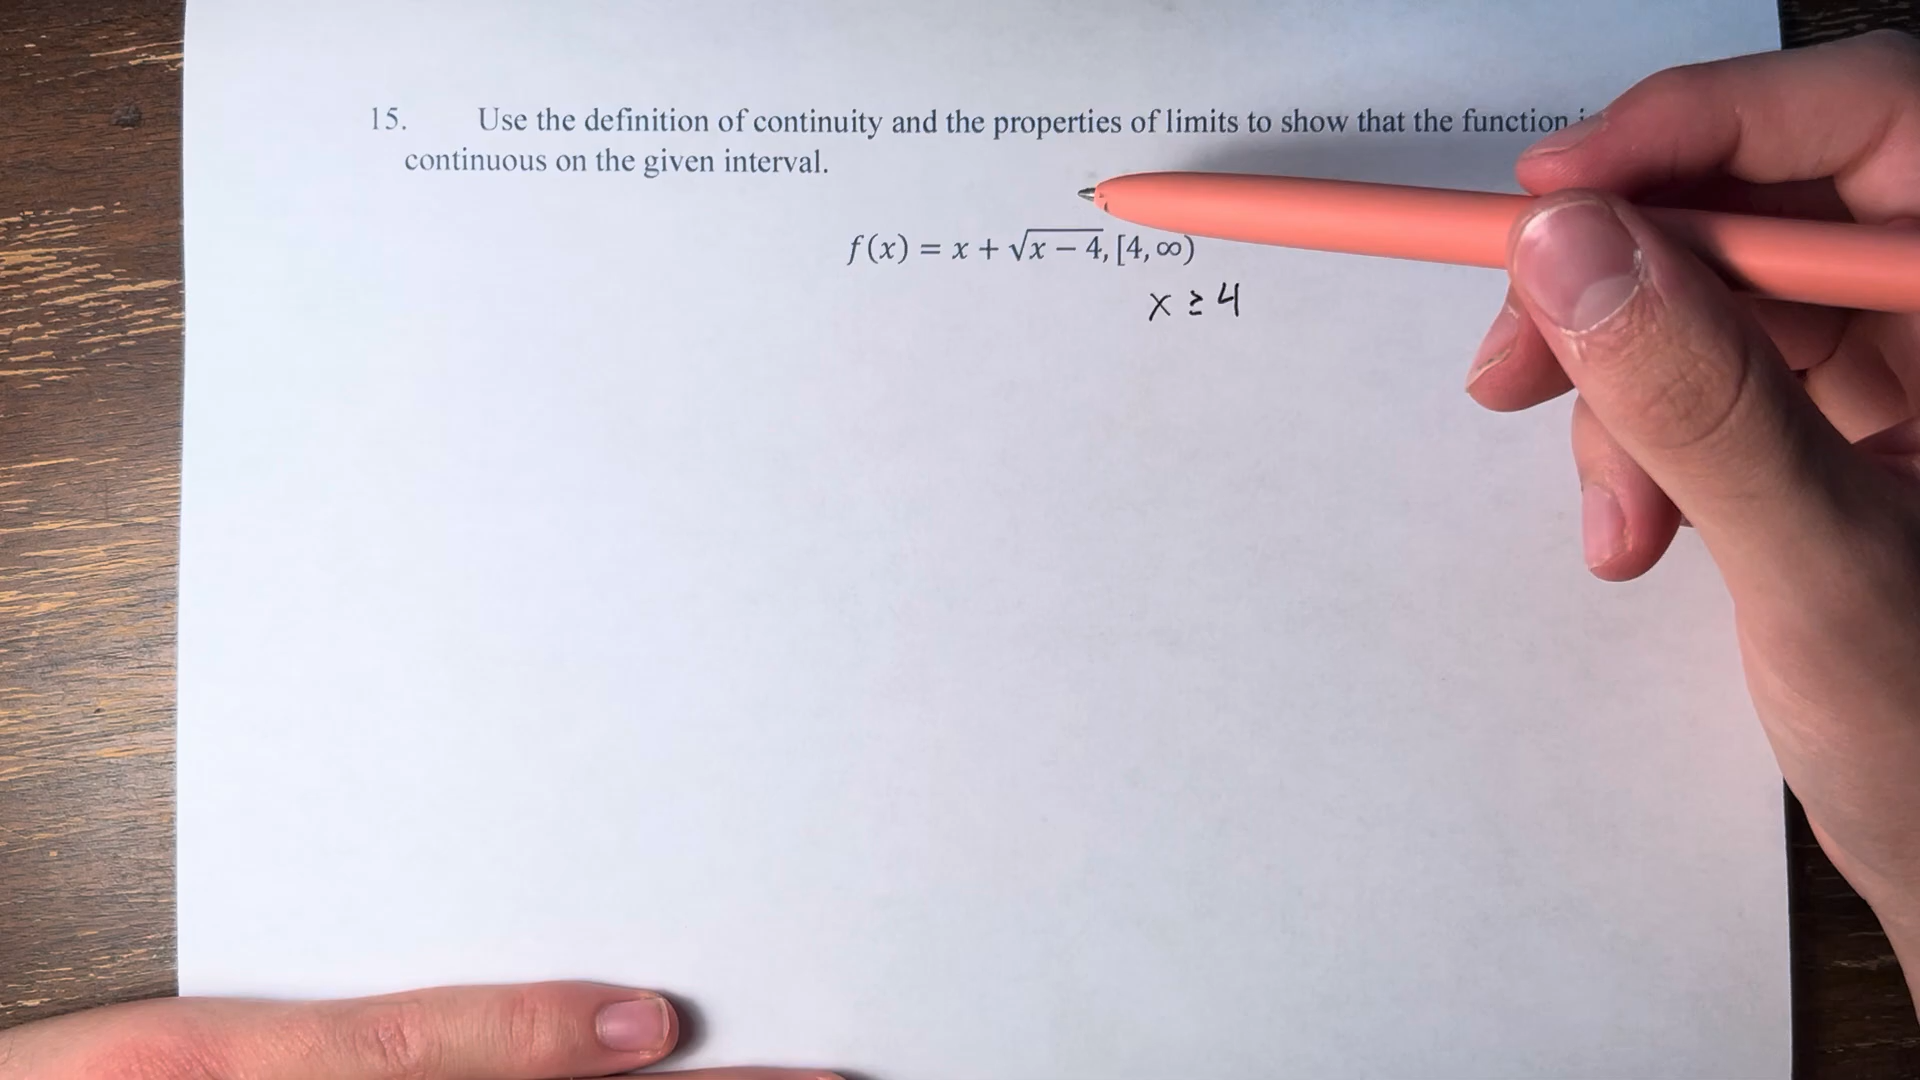 15. Use the definition of continuity and the properties of limits to show that the function
continuous on the given interval.
f(x) = x + √x − 4, [4, ∞)
x ≥ 4